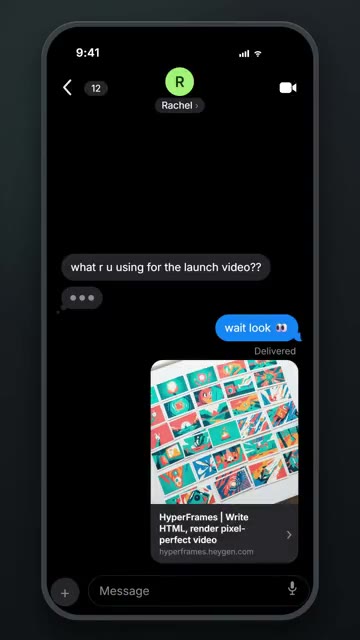 9:41
12
R
Rachel
what r u using for the launch video??
wait look 👀
Delivered
HyperFrames | Write
HTML, render pixel-
perfect video
hyperframes.heygen.com
Message